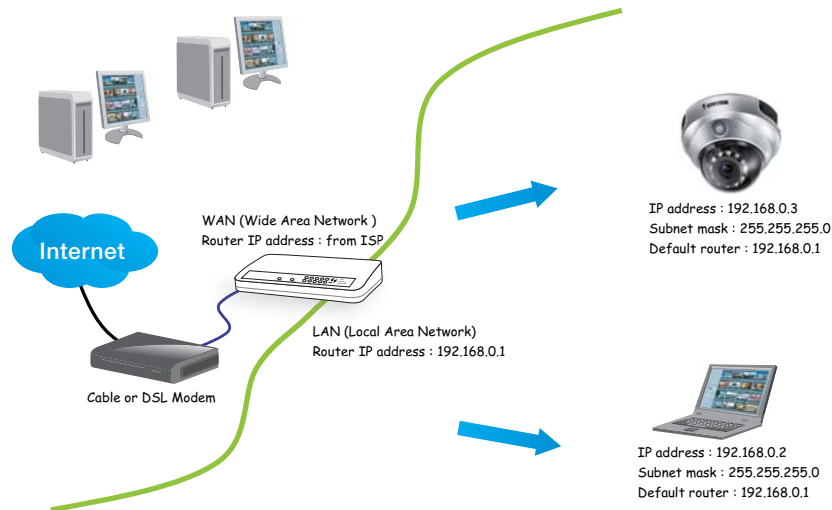 WAN (Wide Area Network )
Router IP address : from ISP
Internet
LAN (Local Area Network)
Router IP address : 192.168.0.1
Cable or DSL Modem
IP address : 192.168.0.3
Subnet mask : 255.255.255.0
Default router : 192.168.0.1
IP address : 192.168.0.2
Subnet mask : 255.255.255.0
Default router : 192.168.0.1